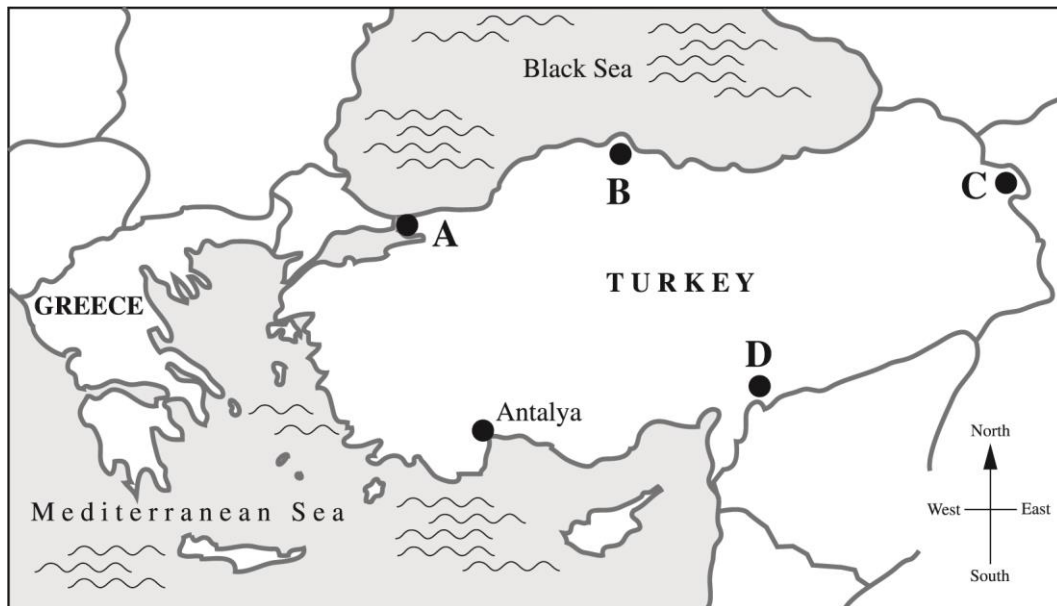 Black Sea
B
C
A
TURKEY
GREECE
D
Antalya
North
Mediterranean Sea
West
East
South